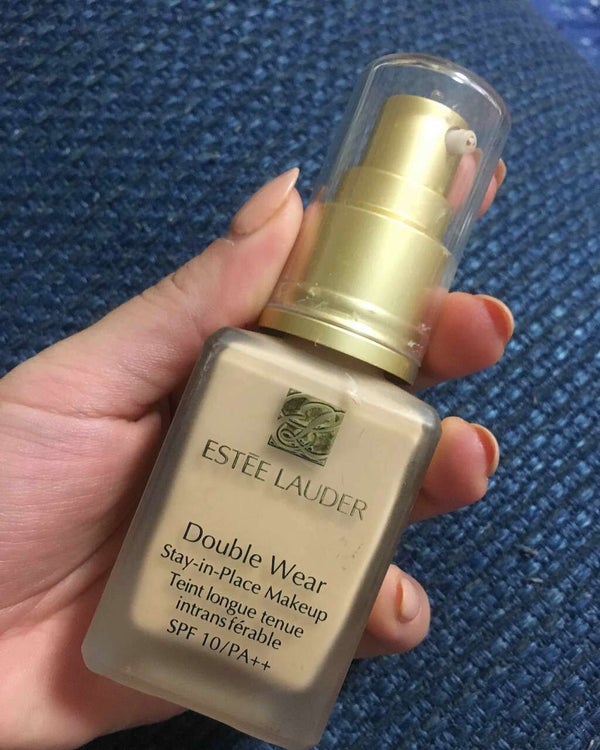 ESTĒE LAUDER
Double Wear
Stay-in-Place Makeup
Teint longue tenue
intransférable
SPF 10/PA++